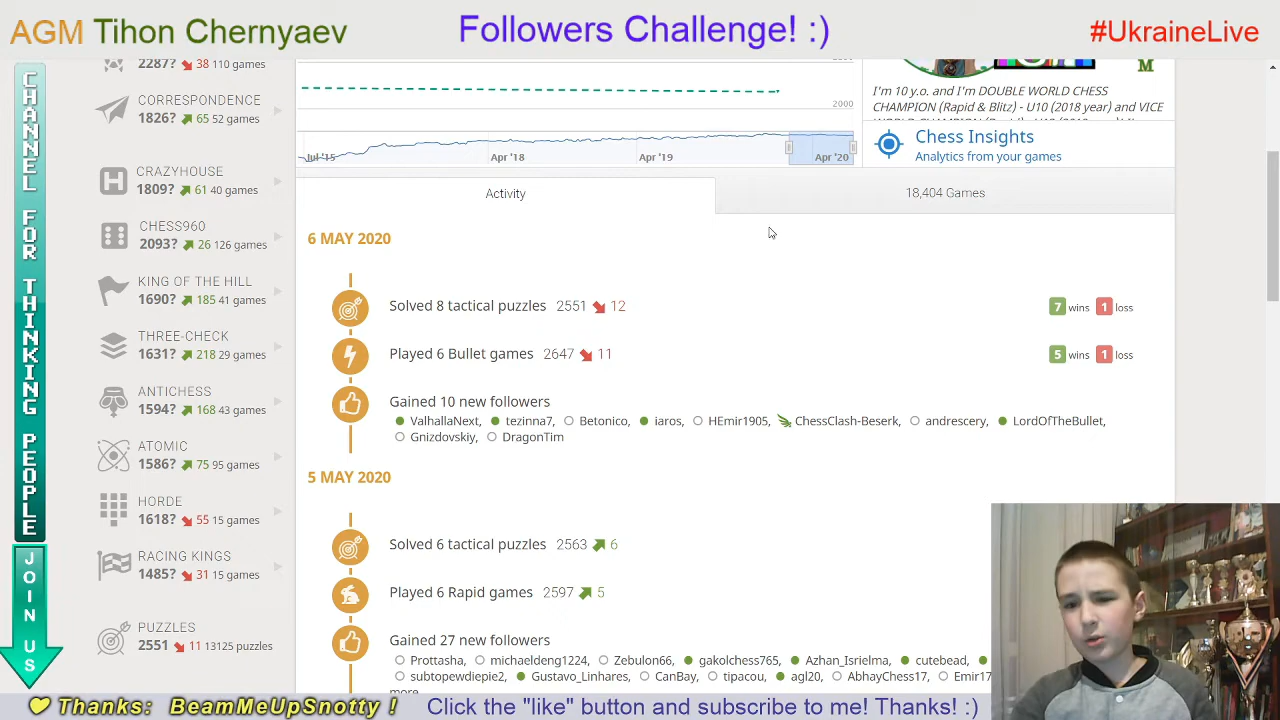 AGM Tihon Chernyaev
Followers Challenge! :)
#UkraineLive
CHANNEL FOR THINKING PEOPLE
JOIN US
2287? 38 110 games
CORRESPONDENCE
1826? 65 52 games
CRAZYHOUSE
1809? 61 40 games
CHESS960
2093? 26 126 games
KING OF THE HILL
1690? 185 41 games
THREE-CHECK
1631? 218 29 games
ANTICHESS
1594? 168 43 games
ATOMIC
1586? 75 95 games
HORDE
1618? 55 15 games
RACING KINGS
1485? 31 15 games
PUZZLES
2551 11 13125 puzzles
2000
Jul '15
Apr '18
Apr '19
Apr '20
M
I'm 10 y.o. and I'm DOUBLE WORLD CHESS
CHAMPION (Rapid & Blitz) - U10 (2018 year) and VICE
Chess Insights
Analytics from your games
Activity
18,404 Games
6 MAY 2020
Solved 8 tactical puzzles 2551 12
7 wins 1 loss
Played 6 Bullet games 2647 11
5 wins 1 loss
Gained 10 new followers
ValhallaNext, tezinna7, Betonico, iaros, HEmir1905, ChessClash-Beserk, andrescery, LordOfTheBullet,
Gnizdovskiy, DragonTim
5 MAY 2020
Solved 6 tactical puzzles 2563 6
Played 6 Rapid games 2597 5
Gained 27 new followers
Prottasha, michaeldeng1224, Zebulon66, gakolchess765, Azhan_Isrielma, cutebead,
subtopewdiepie2, Gustavo_Linhares, CanBay, tipacou, agl20, AbhayChess17, Emir17
Thanks: BeamMeUpSnotty !
Click the "like" button and subscribe to me! Thanks! :)